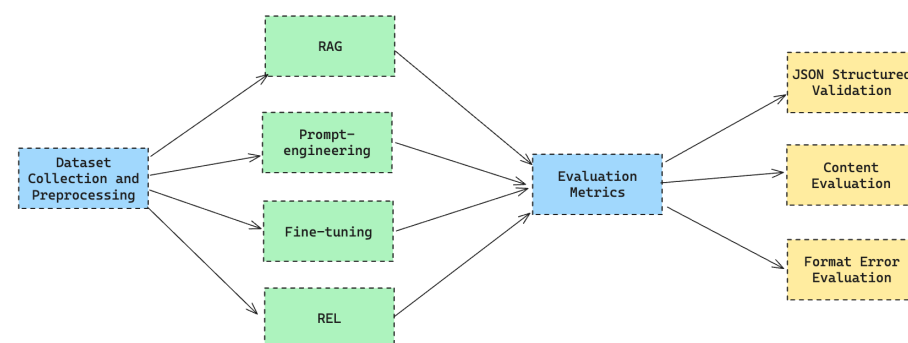 RAG
Prompt-
engineering
Dataset
Collection and
Preprocessing
Fine-tuning
REL
Evaluation
Metrics
JSON Structured
Validation
Content
Evaluation
Format Error
Evaluation